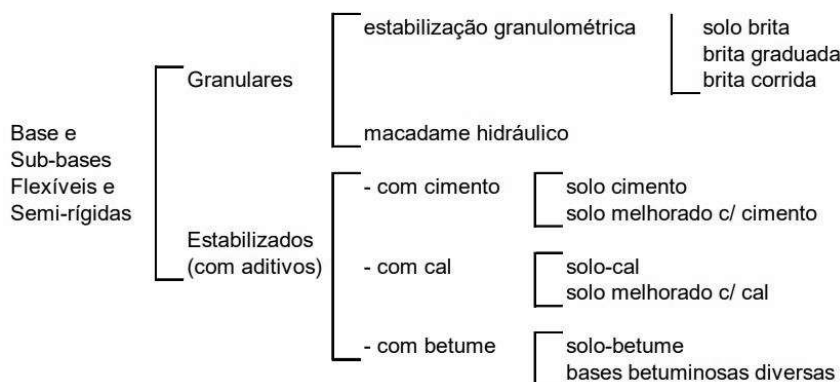 Base e
Sub-bases
Flexíveis e
Semi-rígidas
Granulares
estabilização granulométrica
solo brita
brita graduada
brita corrida
macadame hidráulico
Estabilizados
(com aditivos)
- com cimento
solo cimento
solo melhorado c/ cimento
- com cal
solo-cal
solo melhorado c/ cal
- com betume
solo-betume
bases betuminosas diversas